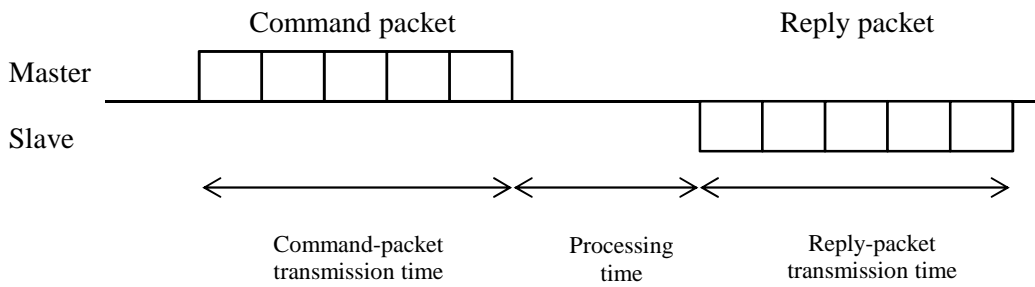 Command packet
Reply packet
Master
Slave
Command-packet
transmission time
Processing
time
Reply-packet
transmission time